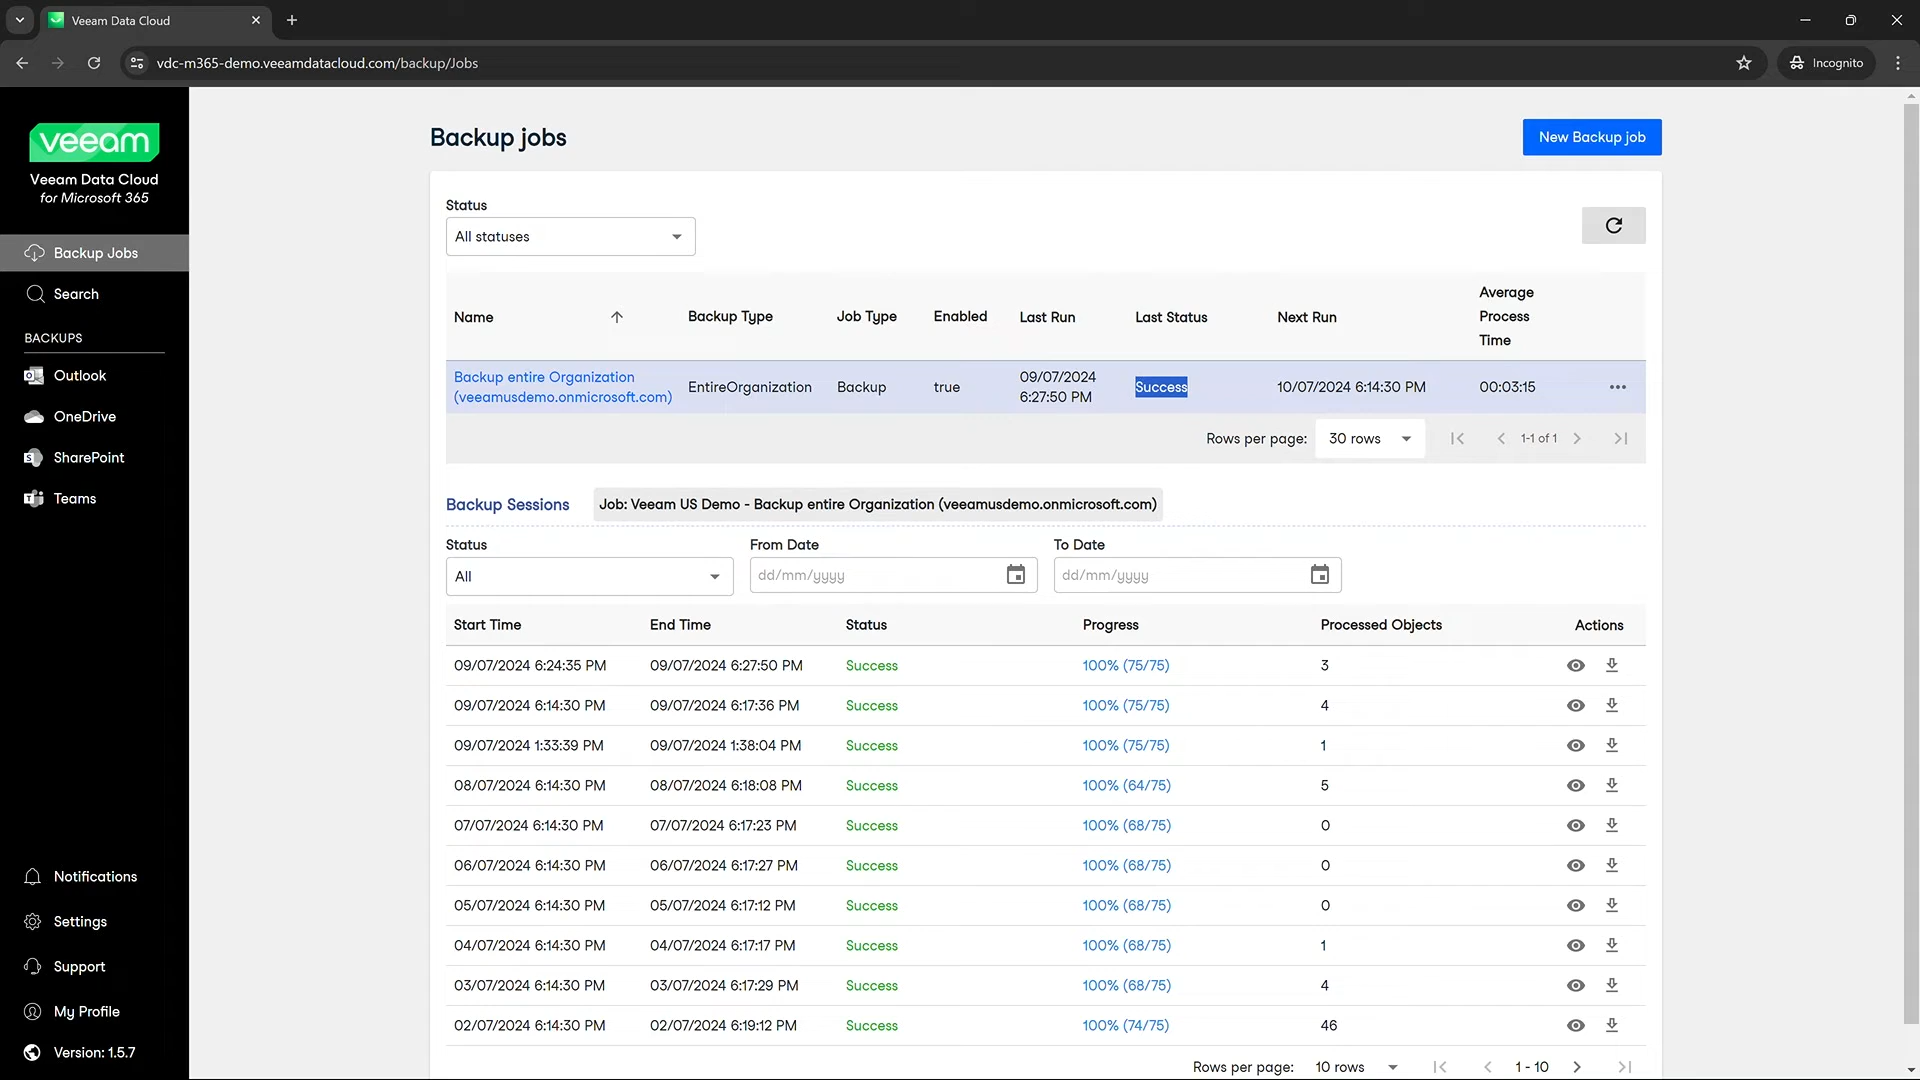 Veeam Data Cloud
vdc-m365-demo.veeamdatacloud.com/backup/Jobs
Incognito
veeam
Veeam Data Cloud
for Microsoft 365
Backup Jobs
Search
BACKUPS
Outlook
OneDrive
SharePoint
Teams
Notifications
Settings
Support
My Profile
Version: 1.5.7
Backup jobs
New Backup job
Status
All statuses
Name Backup Type Job Type Enabled Last Run Last Status Next Run Average Process Time
Backup entire Organization (veeamusdemo.onmicrosoft.com) EntireOrganization Backup true 09/07/2024 6:27:50 PM Success 10/07/2024 6:14:30 PM 00:03:15
Rows per page: 30 rows 1-1 of 1
Backup Sessions Job: Veeam US Demo - Backup entire Organization (veeamusdemo.onmicrosoft.com)
Status From Date To Date
All dd/mm/yyyy dd/mm/yyyy
Start Time End Time Status Progress Processed Objects Actions
09/07/2024 6:24:35 PM 09/07/2024 6:27:50 PM Success 100% (75/75) 3
09/07/2024 6:14:30 PM 09/07/2024 6:17:36 PM Success 100% (75/75) 4
09/07/2024 1:33:39 PM 09/07/2024 1:38:04 PM Success 100% (75/75) 1
08/07/2024 6:14:30 PM 08/07/2024 6:18:08 PM Success 100% (64/75) 5
07/07/2024 6:14:30 PM 07/07/2024 6:17:23 PM Success 100% (68/75) 0
06/07/2024 6:14:30 PM 06/07/2024 6:17:27 PM Success 100% (68/75) 0
05/07/2024 6:14:30 PM 05/07/2024 6:17:12 PM Success 100% (68/75) 0
04/07/2024 6:14:30 PM 04/07/2024 6:17:17 PM Success 100% (68/75) 1
03/07/2024 6:14:30 PM 03/07/2024 6:17:29 PM Success 100% (68/75) 4
02/07/2024 6:14:30 PM 02/07/2024 6:19:12 PM Success 100% (74/75) 46
Rows per page: 10 rows 1 - 10